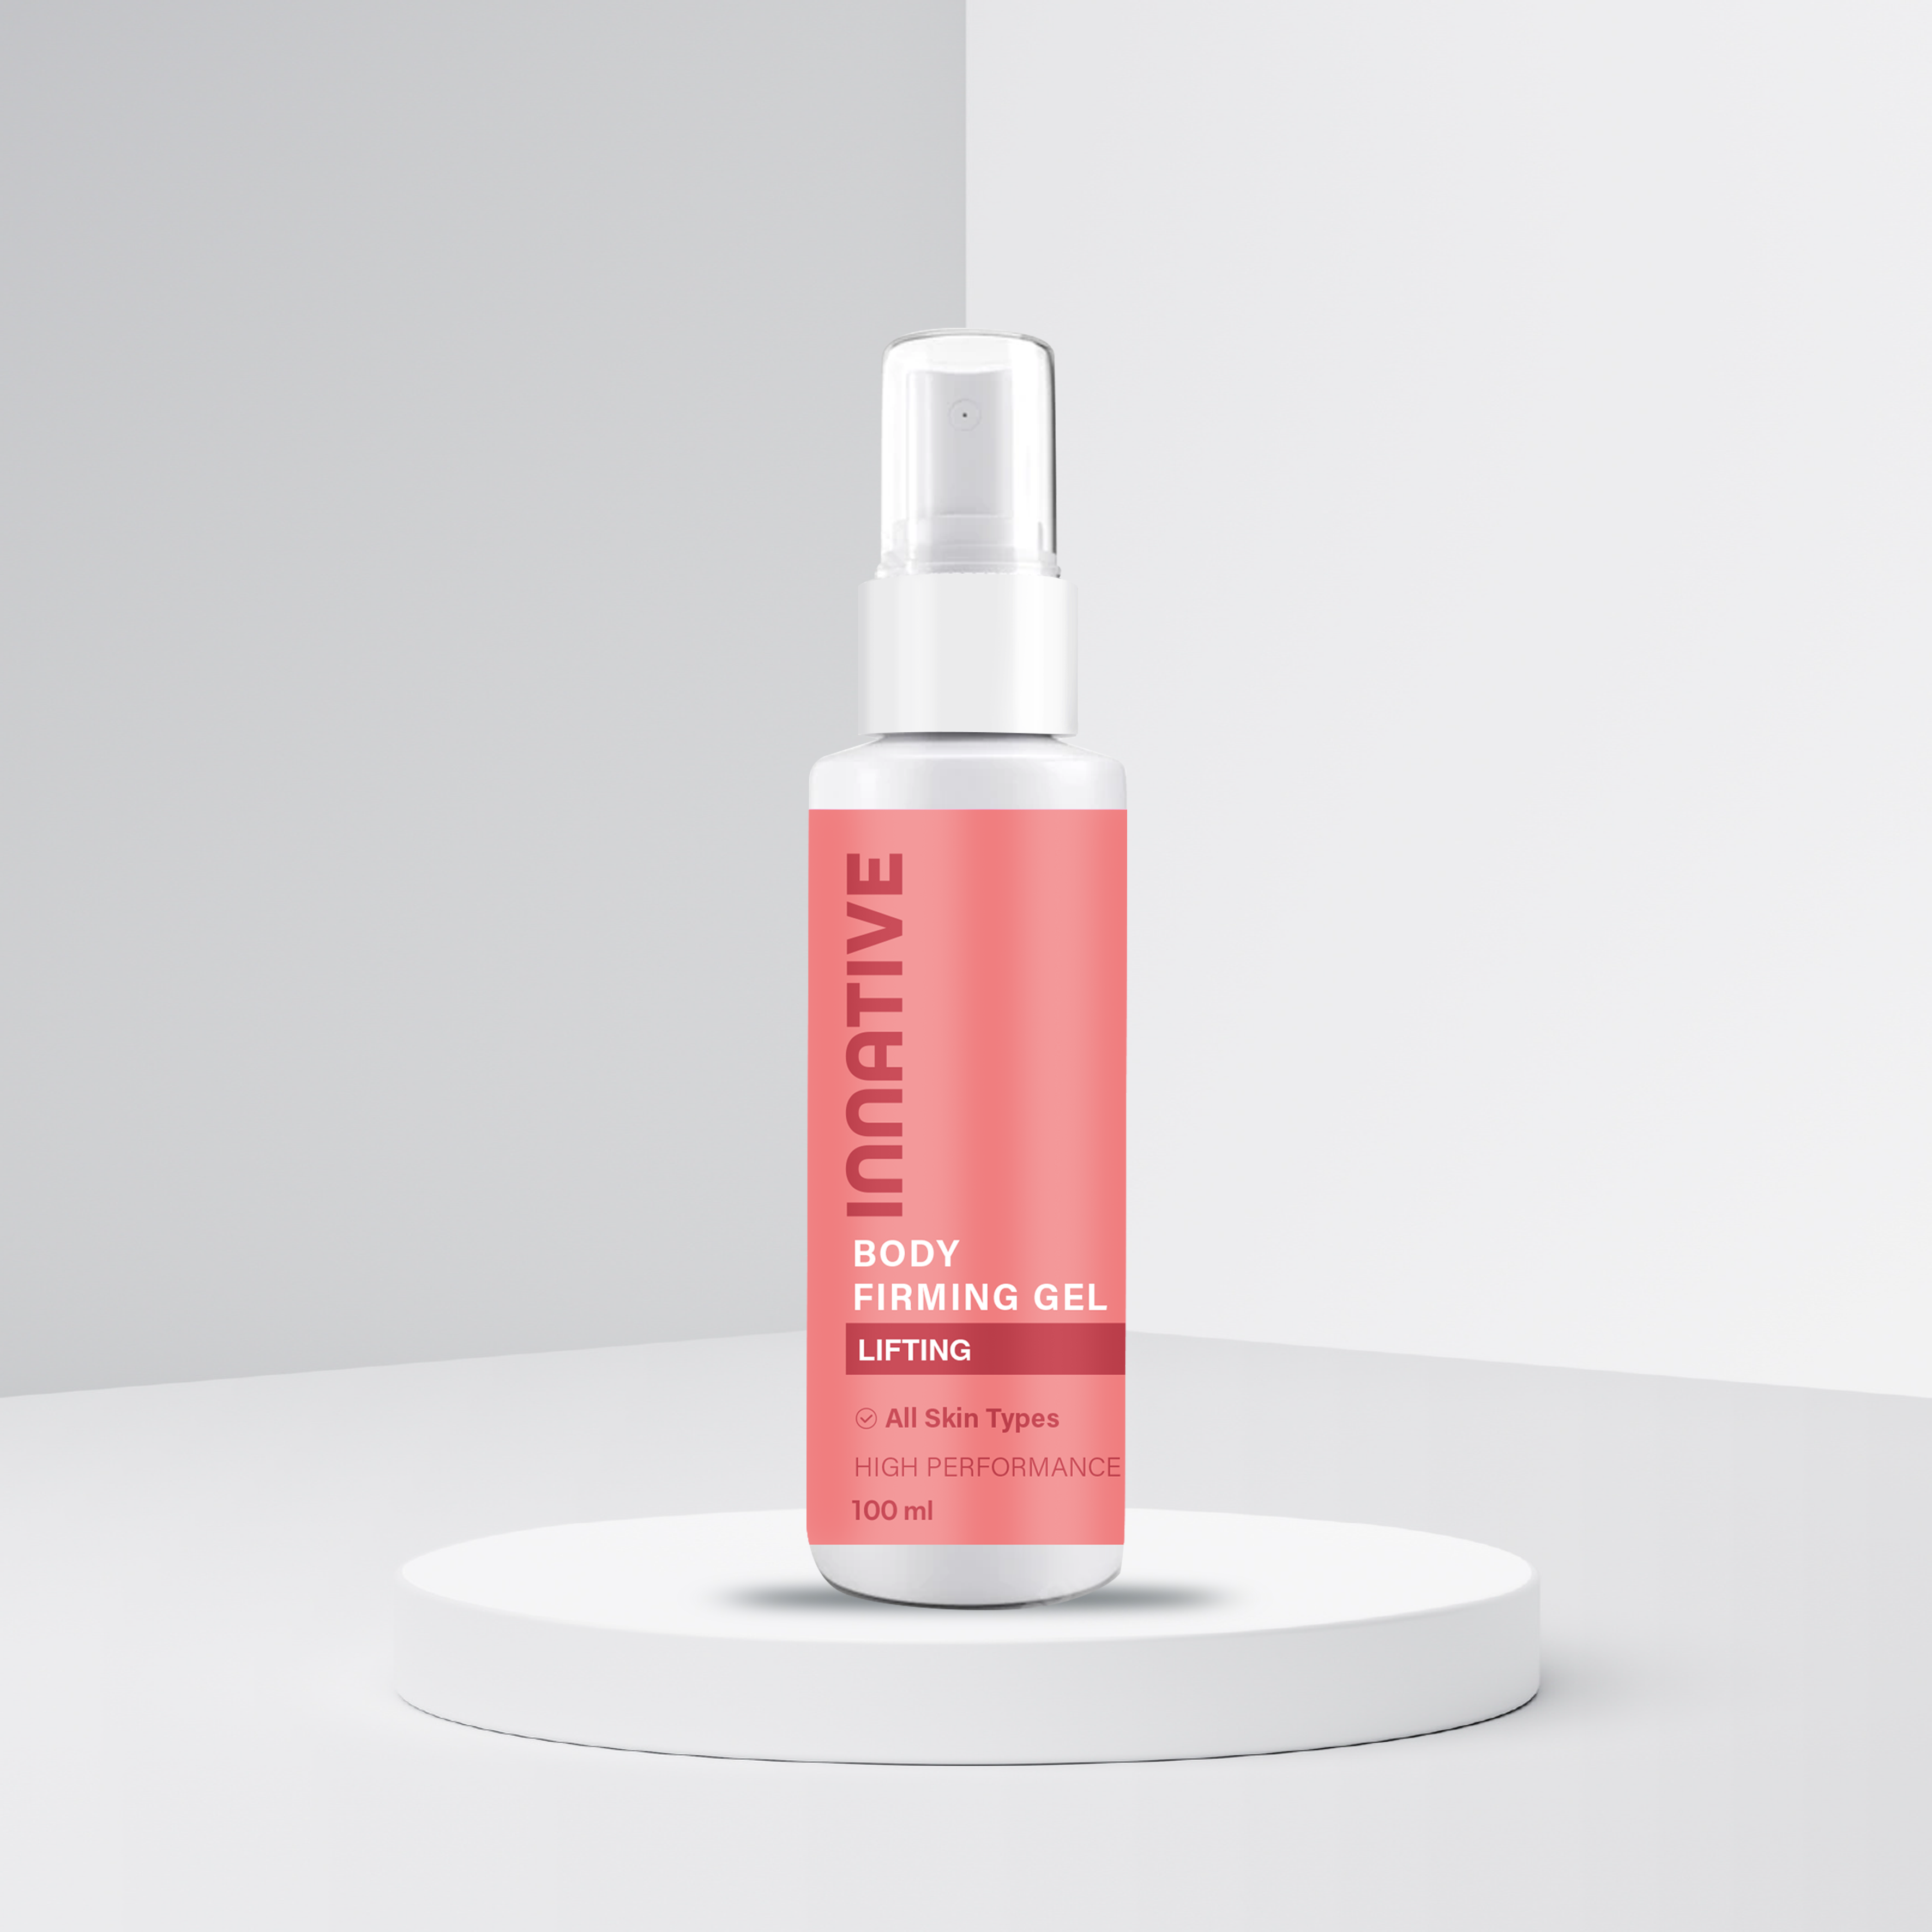 INNATIVE
BODY
FIRMING GEL
LIFTING
All Skin Types
HIGH PERFORMANCE
100 ml